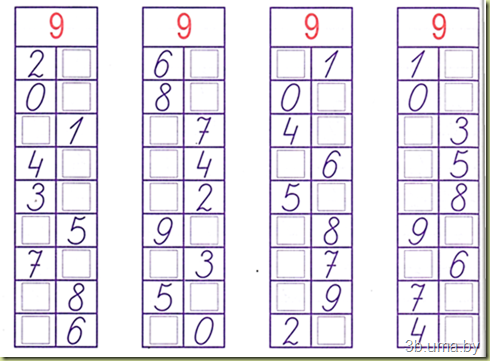 9 9 9 9
2 6 1 1
0 8 0 0
1 7 4 3
4 4 6 5
3 2 5 8
5 9 8 9
7 3 7 6
8 5 9 7
6 0 2 4
3b.uma.by